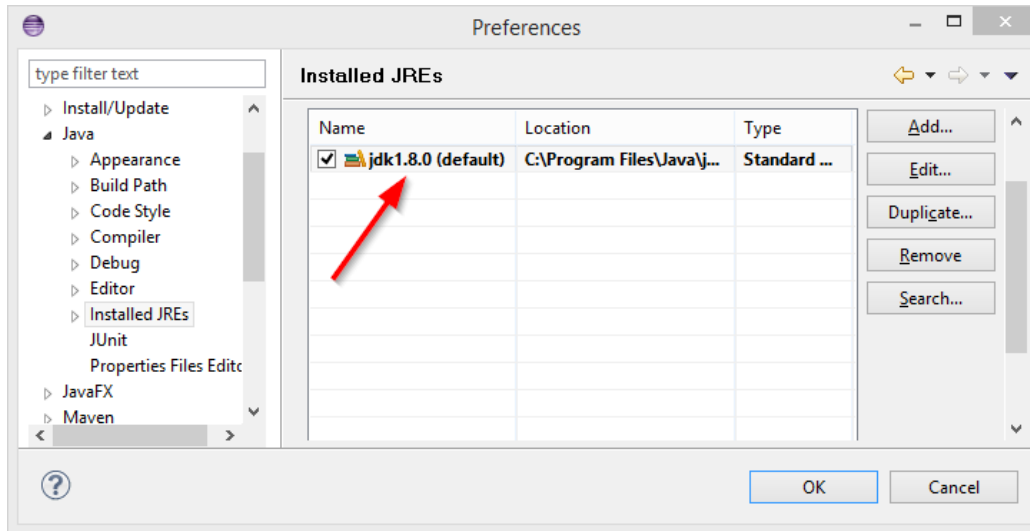 Preferences
type filter text
Installed JREs
Install/Update
Java
Appearance
Build Path
Code Style
Compiler
Debug
Editor
Installed JREs
JUnit
Properties Files Editc
JavaFX
Maven
Name Location Type
jdk1.8.0 (default) C:\Program Files\Java\j... Standard ...
Add...
Edit...
Duplicate...
Remove
Search...
?
OK Cancel